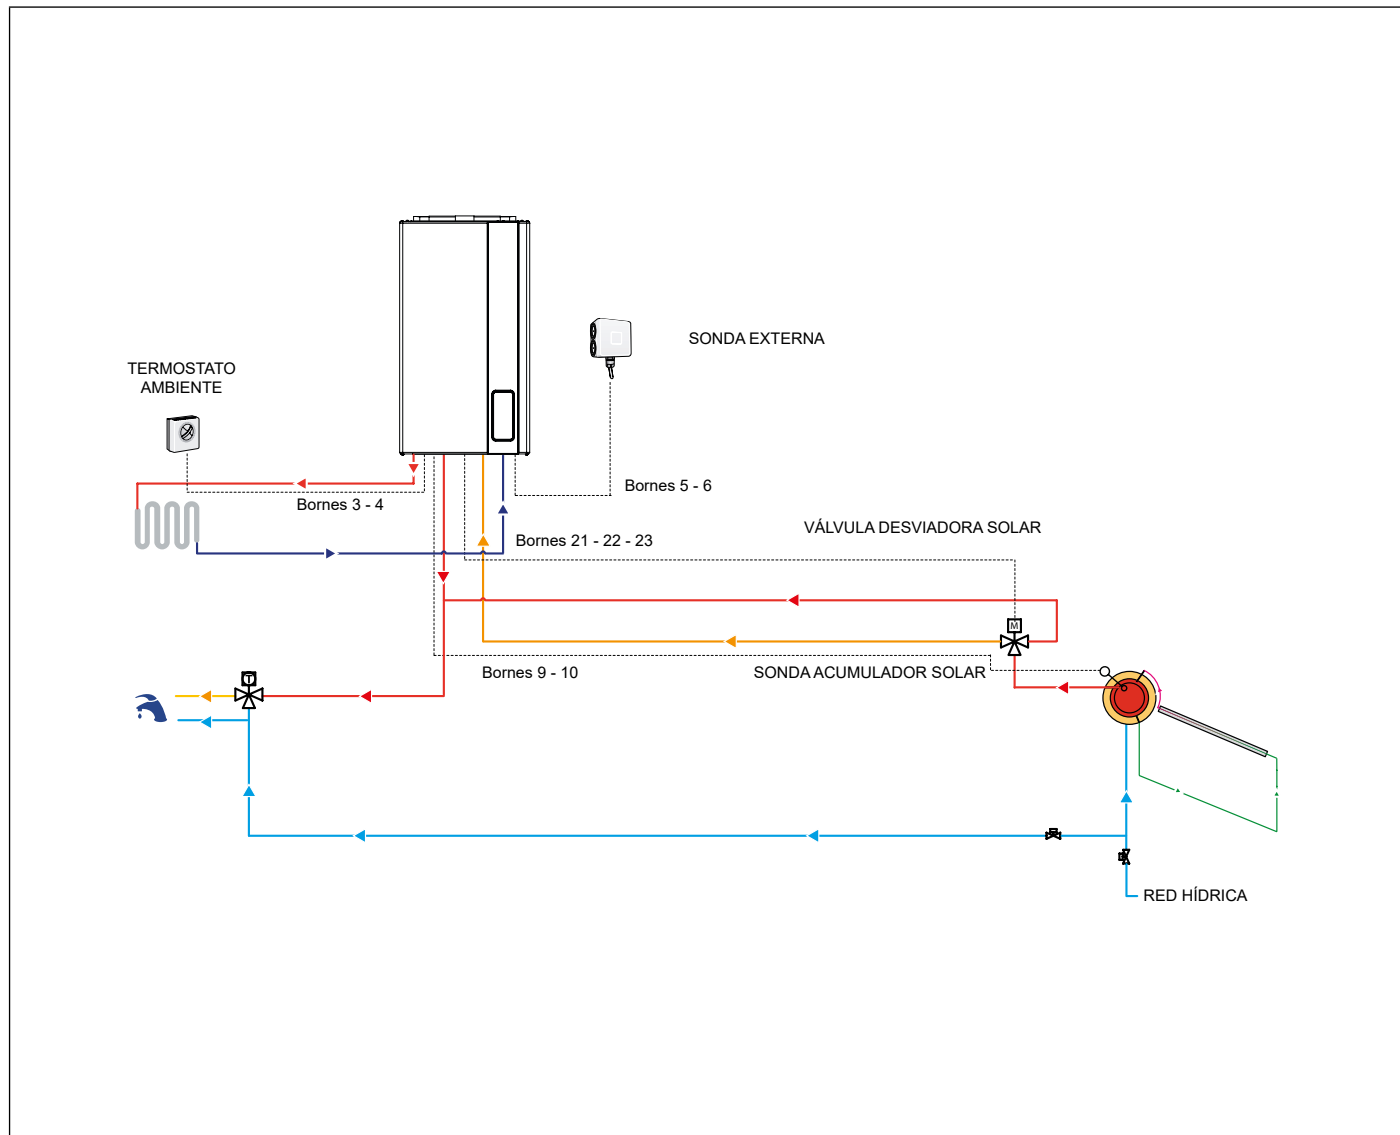 SONDA EXTERNA
TERMOSTATO
AMBIENTE
Bornes 5 - 6
Bornes 3 - 4
VÁLVULA DESVIADORA SOLAR
Bornes 21 - 22 - 23
M
Bornes 9 - 10
SONDA ACUMULADOR SOLAR
T
RED HÍDRICA